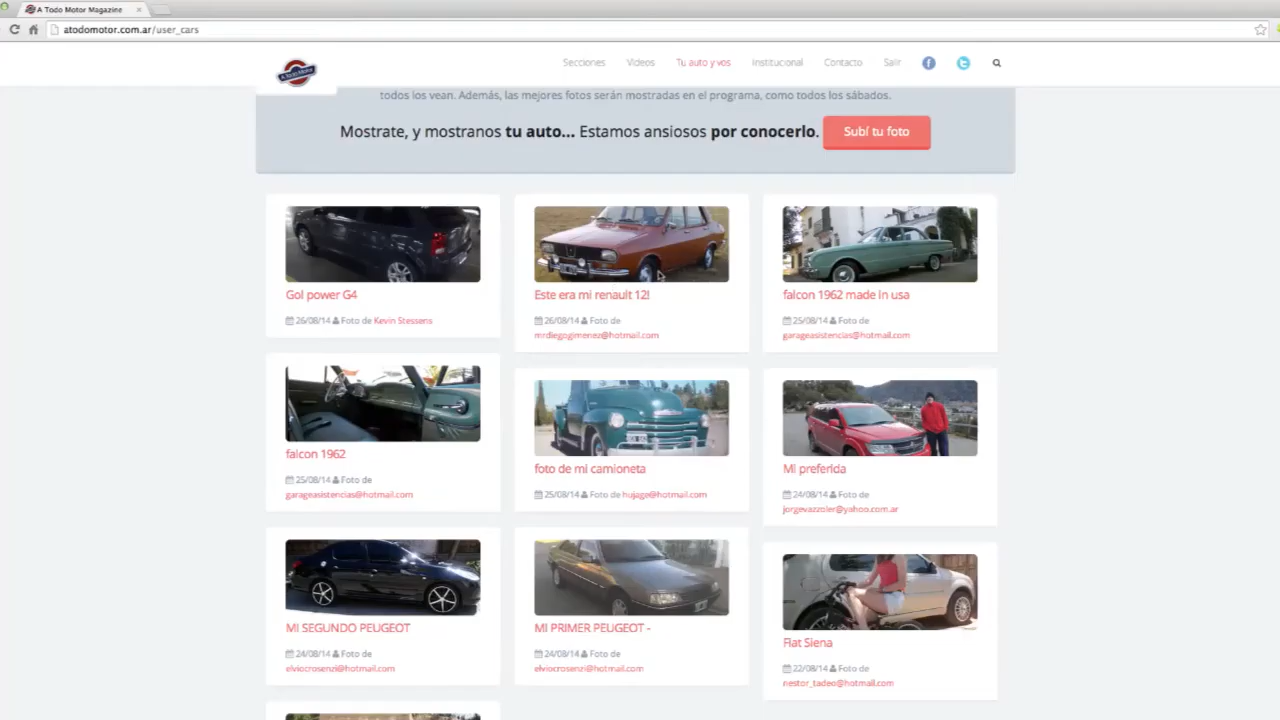 A Todo Motor Magazine
atodomotor.com.ar/user_cars
A Todo Motor
Secciones
Videos
Tu auto y vos
Institucional
Contacto
Salir
todos los vean. Además, las mejores fotos serán mostradas en el programa, como todos los sábados.
Mostrate, y mostranos tu auto... Estamos ansiosos por conocerlo.
Subí tu foto
Gol power G4
26/08/14 Foto de Kevin Stessens
Este era mi renault 12!
26/08/14 Foto de
mrdiegogimenez@hotmail.com
falcon 1962 made in usa
25/08/14 Foto de
garageasistencias@hotmail.com
falcon 1962
25/08/14 Foto de
garageasistencias@hotmail.com
foto de mi camioneta
25/08/14 Foto de hujage@hotmail.com
Mi preferida
24/08/14 Foto de
jorgevazzoler@yahoo.com.ar
MI SEGUNDO PEUGEOT
24/08/14 Foto de
elviocrosenzi@hotmail.com
MI PRIMER PEUGEOT -
24/08/14 Foto de
elviocrosenzi@hotmail.com
Fiat Siena
22/08/14 Foto de
nestor_tadeo@hotmail.com